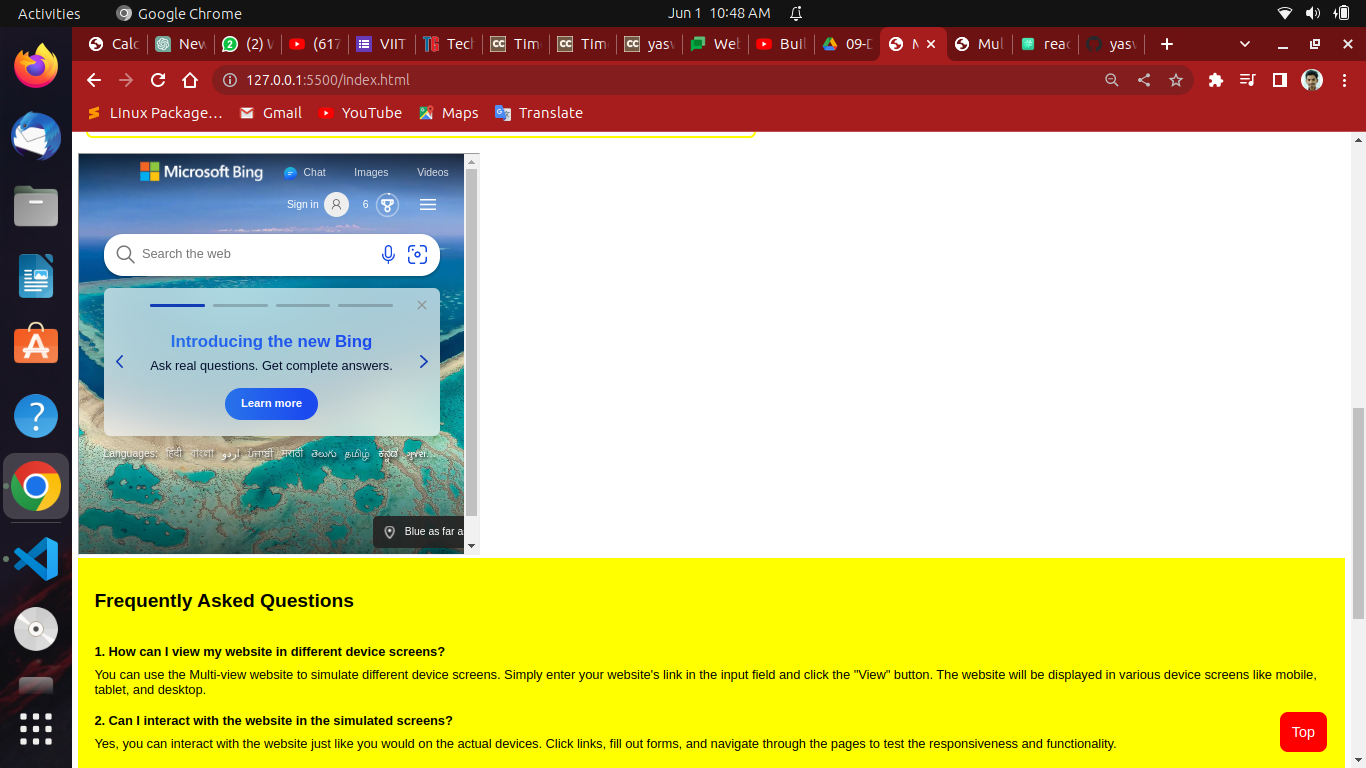 Activities
Google Chrome
Jun 1 10:48 AM
Calc
New
2 (2) W
(617
VIIT
TG Tech
CC Tim
CC Tim
CC yasv
Web
Buil
09-D
Mul
reac
yasv
127.0.0.1:5500/index.html
Linux Package…
Gmail
YouTube
Maps
Translate
Microsoft Bing
Chat
Images
Videos
Sign in
6
Search the web
Introducing the new Bing
Ask real questions. Get complete answers.
Learn more
Languages: हिंदी বাংলা اردو ਪੰਜਾਬੀ मराठी తెలుగు தமிழ் ಕನ್ನಡ
Blue as far a
Frequently Asked Questions
1. How can I view my website in different device screens?
You can use the Multi-view website to simulate different device screens. Simply enter your website's link in the input field and click the "View" button. The website will be displayed in various device screens like mobile,
tablet, and desktop.
2. Can I interact with the website in the simulated screens?
Yes, you can interact with the website just like you would on the actual devices. Click links, fill out forms, and navigate through the pages to test the responsiveness and functionality.
Top